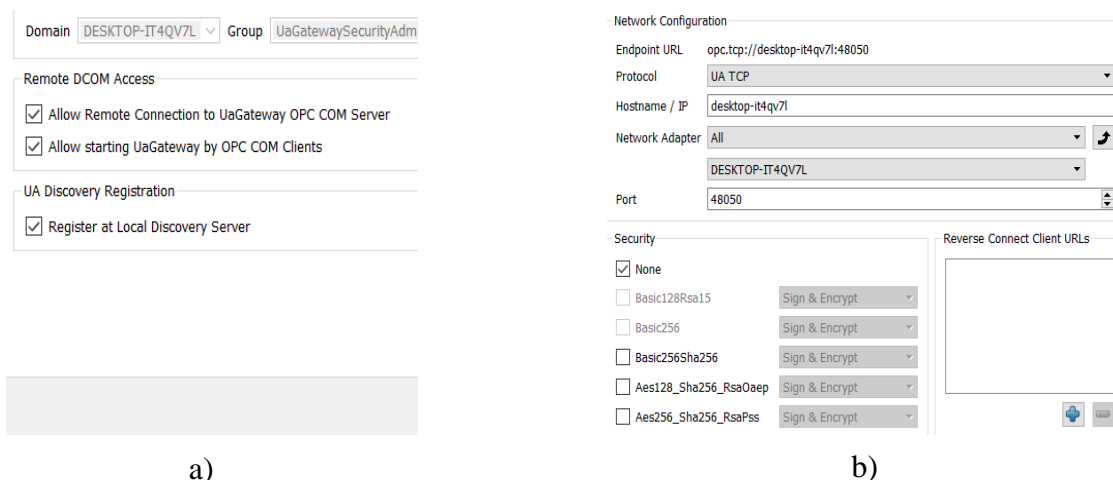 Domain DESKTOP-IT4QV7L Group UaGatewaySecurityAdm
Remote DCOM Access
Allow Remote Connection to UaGateway OPC COM Server
Allow starting UaGateway by OPC COM Clients
UA Discovery Registration
Register at Local Discovery Server
a)
Network Configuration
Endpoint URL opc.tcp://desktop-it4qv7l:48050
Protocol UA TCP
Hostname / IP desktop-it4qv7l
Network Adapter All
DESKTOP-IT4QV7L
Port 48050
Security
None
Basic128Rsa15 Sign & Encrypt
Basic256 Sign & Encrypt
Basic256Sha256 Sign & Encrypt
Aes128_Sha256_RsaOaep Sign & Encrypt
Aes256_Sha256_RsaPss Sign & Encrypt
Reverse Connect Client URLs
b)